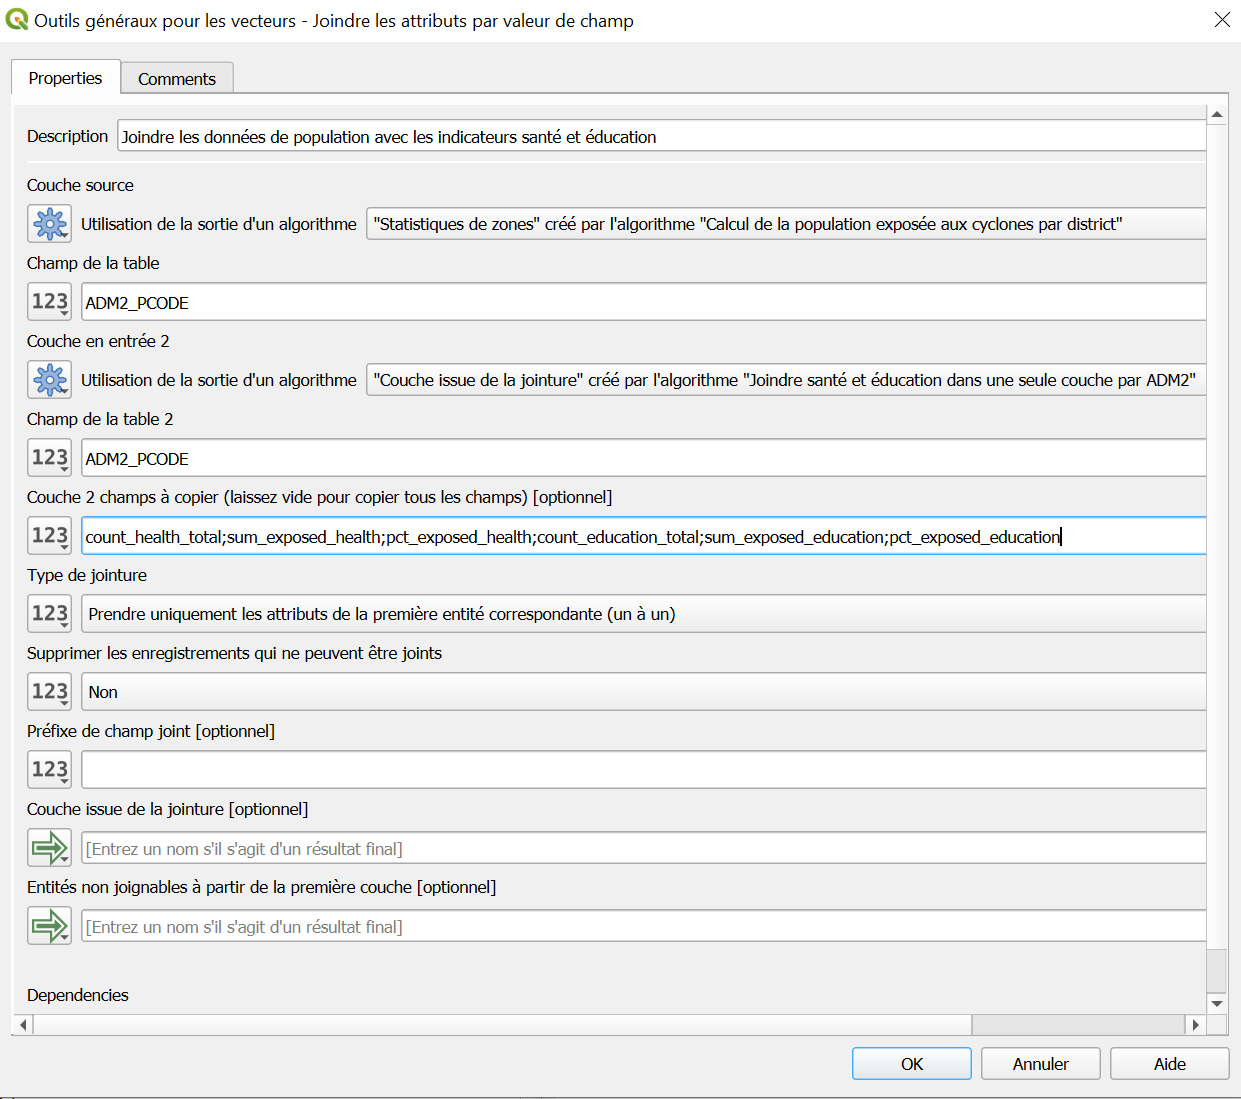 Outils généraux pour les vecteurs - Joindre les attributs par valeur de champ
Properties
Comments
Description
Joindre les données de population avec les indicateurs santé et éducation
Couche source
Utilisation de la sortie d'un algorithme
"Statistiques de zones" créé par l'algorithme "Calcul de la population exposée aux cyclones par district"
Champ de la table
123
ADM2_PCODE
Couche en entrée 2
Utilisation de la sortie d'un algorithme
"Couche issue de la jointure" créé par l'algorithme "Joindre santé et éducation dans une seule couche par ADM2"
Champ de la table 2
123
ADM2_PCODE
Couche 2 champs à copier (laissez vide pour copier tous les champs) [optionnel]
123
count_health_total;sum_exposed_health;pct_exposed_health;count_education_total;sum_exposed_education;pct_exposed_education
Type de jointure
123
Prendre uniquement les attributs de la première entité correspondante (un à un)
Supprimer les enregistrements qui ne peuvent être joints
123
Non
Préfixe de champ joint [optionnel]
123
Couche issue de la jointure [optionnel]
[Entrez un nom s'il s'agit d'un résultat final]
Entités non joignables à partir de la première couche [optionnel]
[Entrez un nom s'il s'agit d'un résultat final]
Dependencies
OK
Annuler
Aide